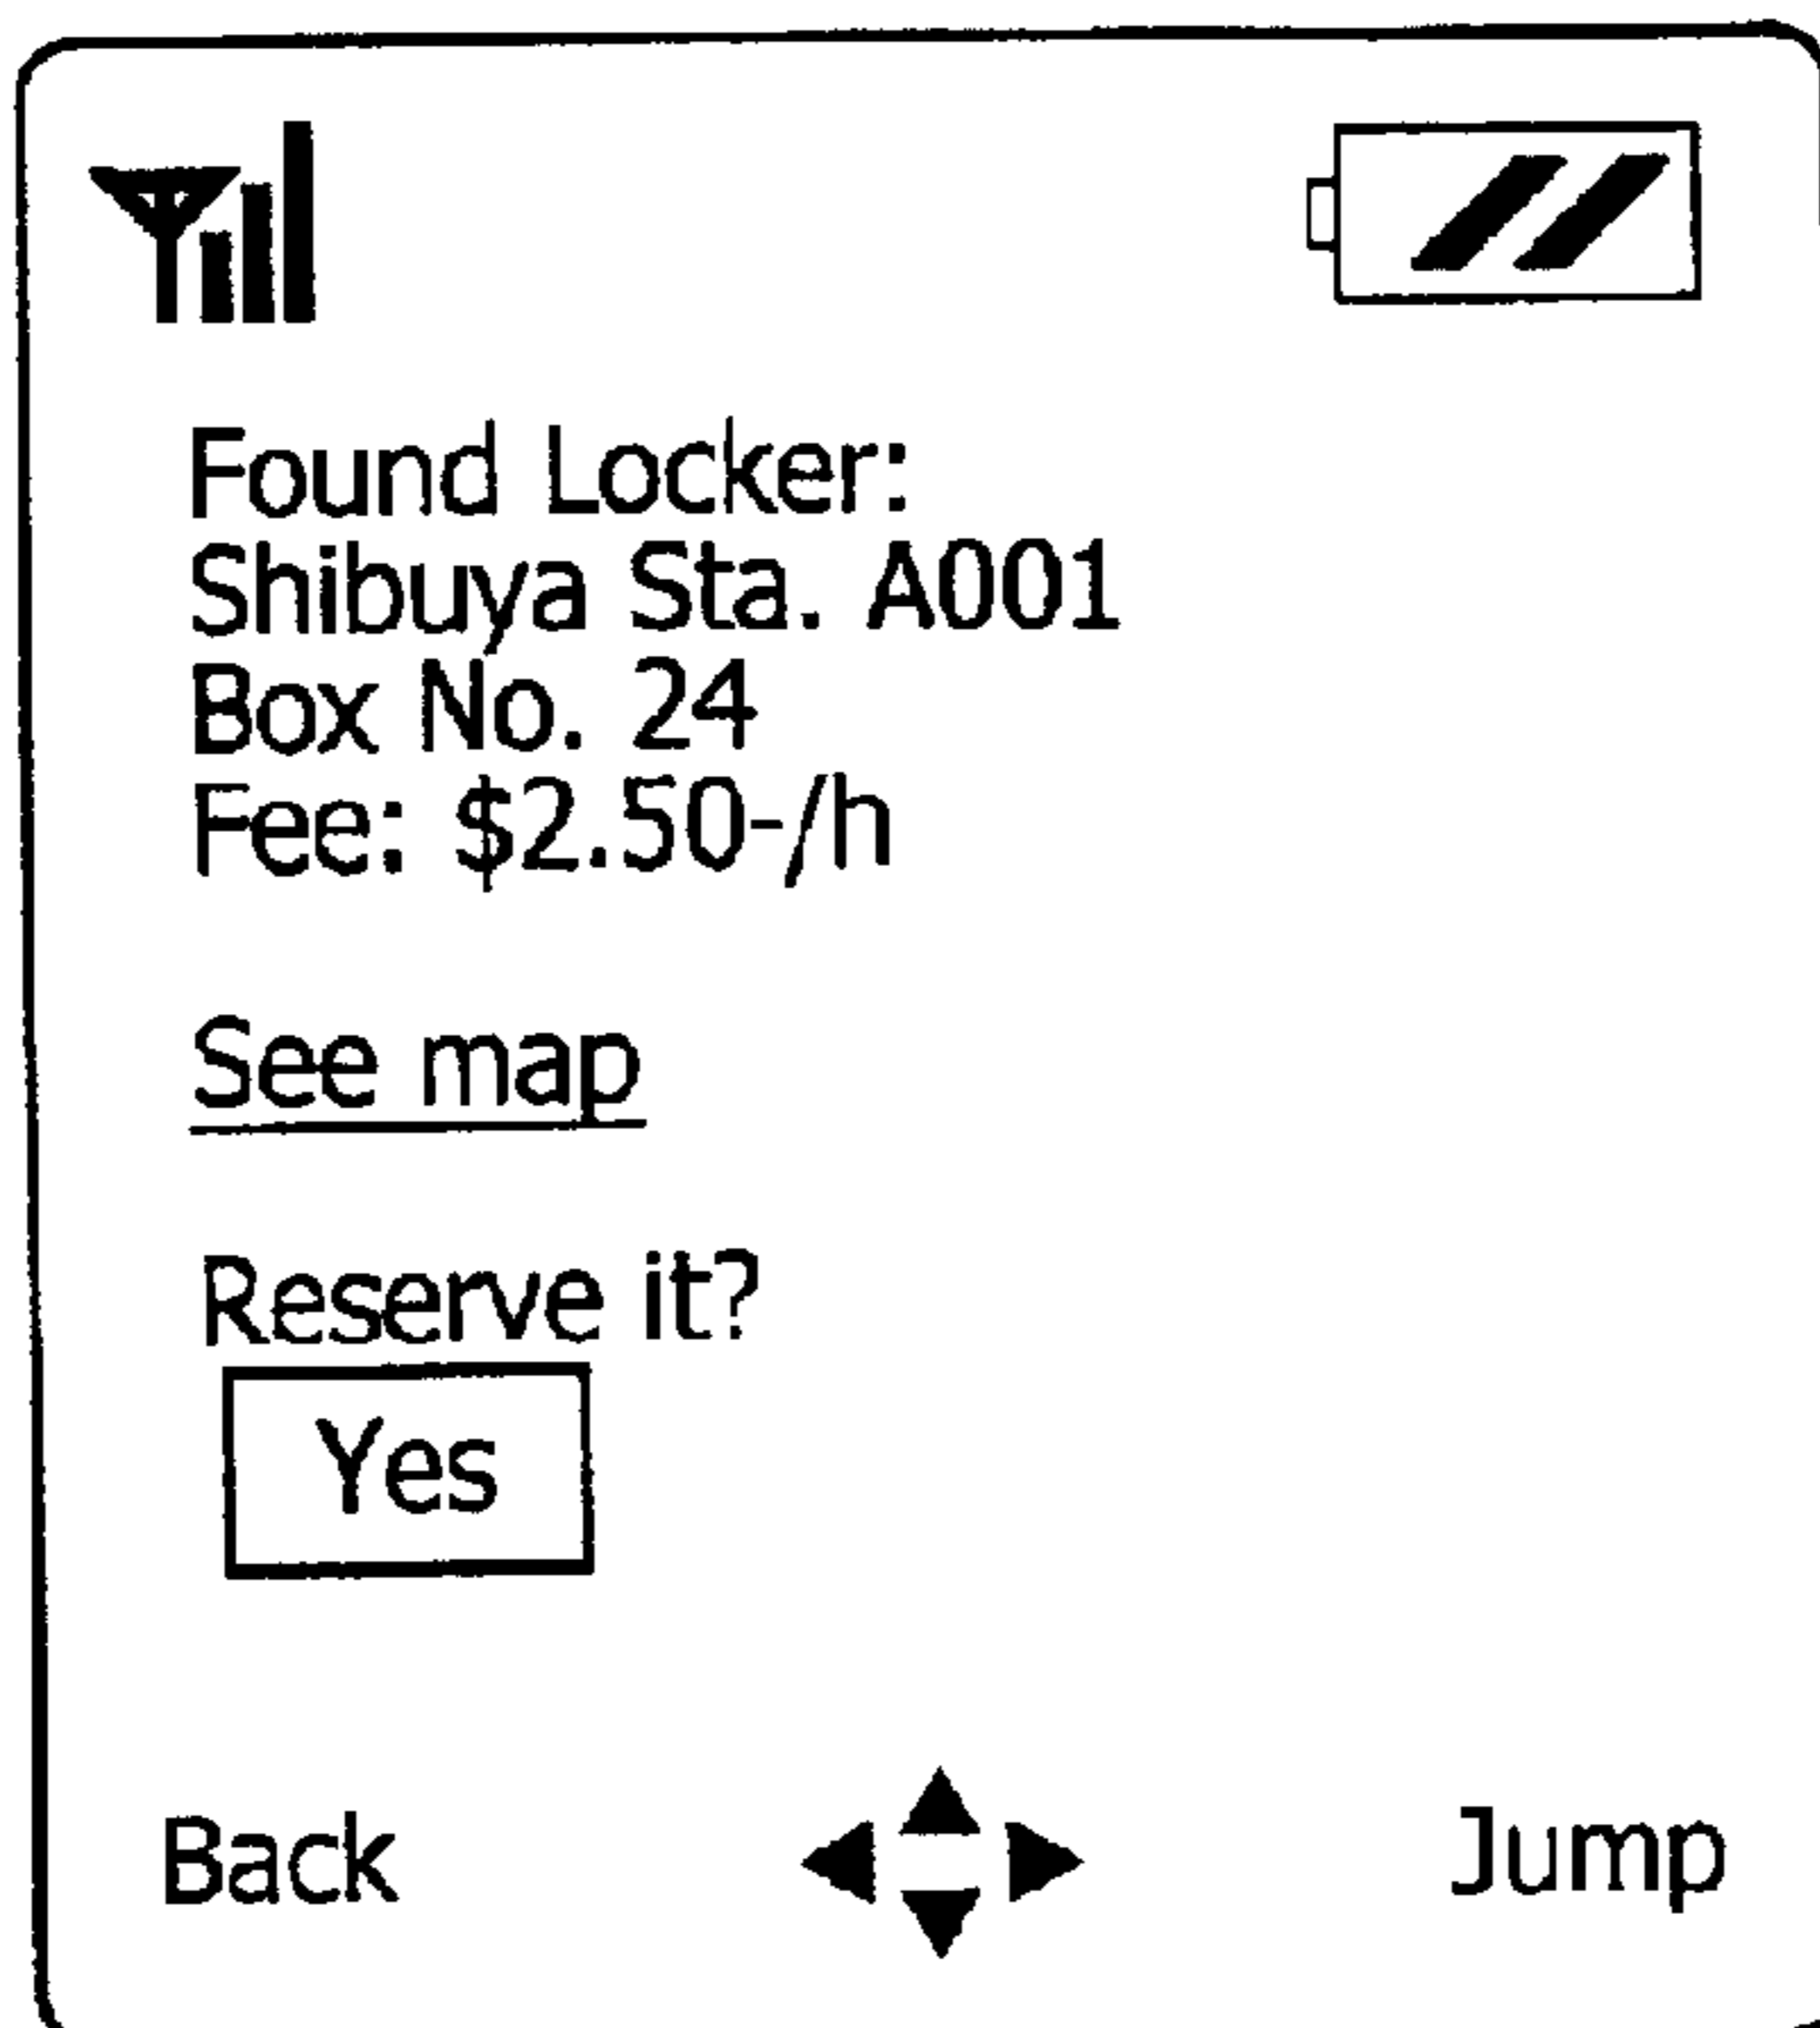 Found Locker:
Shibuya Sta. A001
Box No. 24
Fee: $2.50-/h
See map
Reserve it?
Yes
Back
Jump